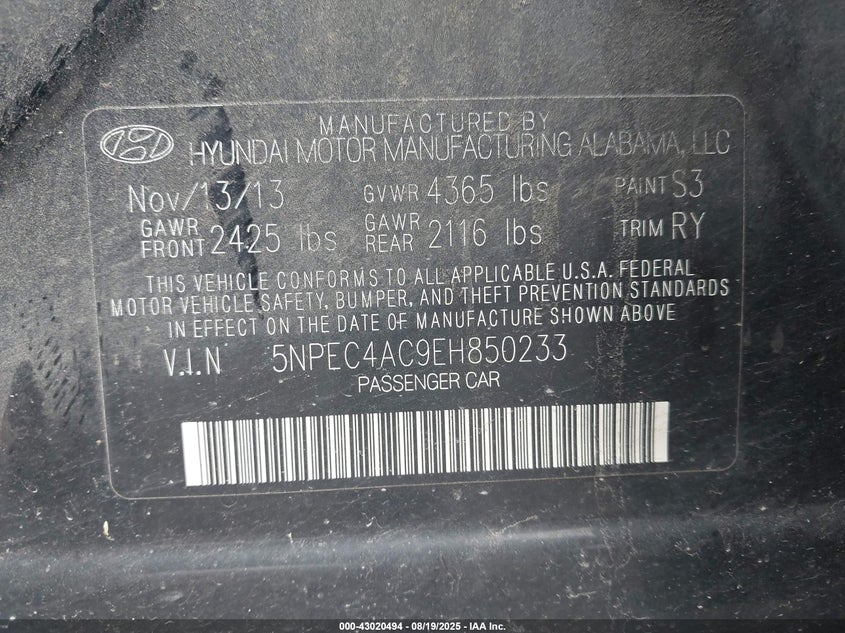 MANUFACTURED BY
HYUNDAI MOTOR MANUFACTURING ALABAMA, LLC
Nov/13/13 GVWR 4365 lbs PAINT S3
GAWR FRONT 2425 lbs GAWR REAR 2116 lbs TRIM RY
THIS VEHICLE CONFORMS TO ALL APPLICABLE U.S.A. FEDERAL
MOTOR VEHICLE SAFETY, BUMPER, AND THEFT PREVENTION STANDARDS
IN EFFECT ON THE DATE OF MANUFACTURE SHOWN ABOVE
V.I.N 5NPEC4AC9EH850233
PASSENGER CAR
000-43020494 - 08/19/2025 - IAA Inc.